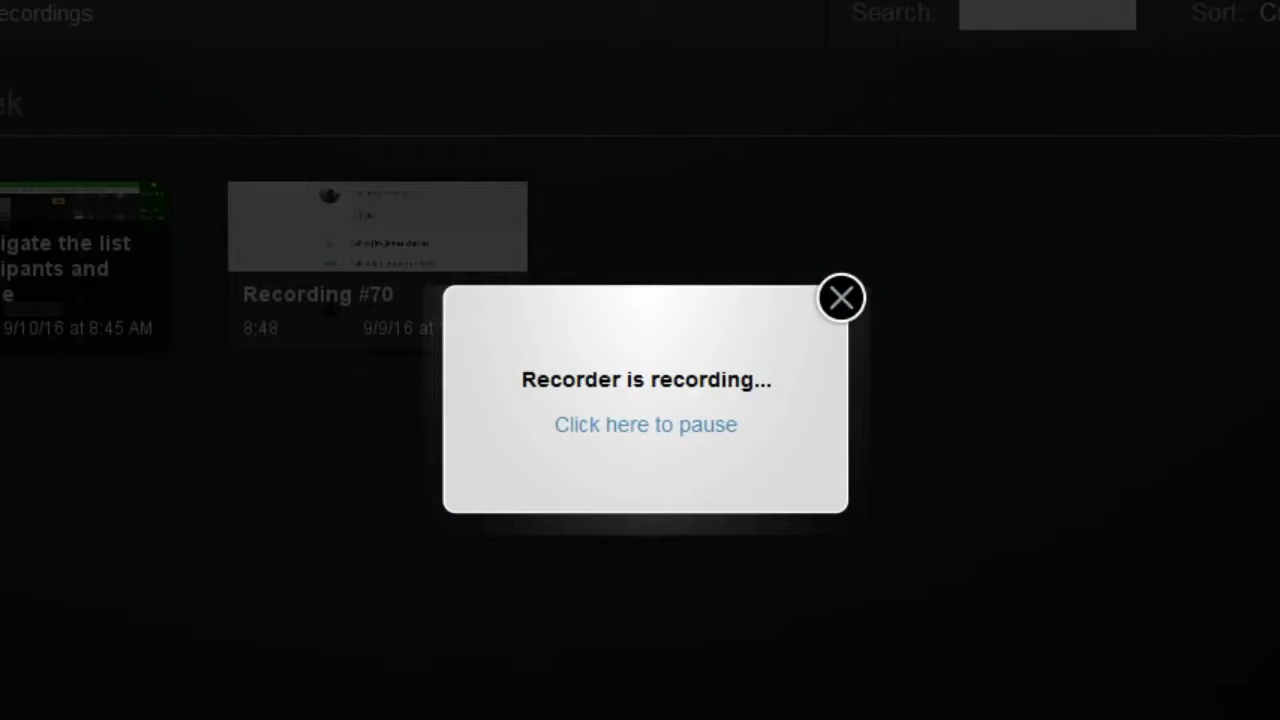 ecordings
Search
Sort: C
ek
igate the list
ipants and
e
9/10/16 at 8:45 AM
Recording #70
8:48
9/9/16 at
Recorder is recording...
Click here to pause